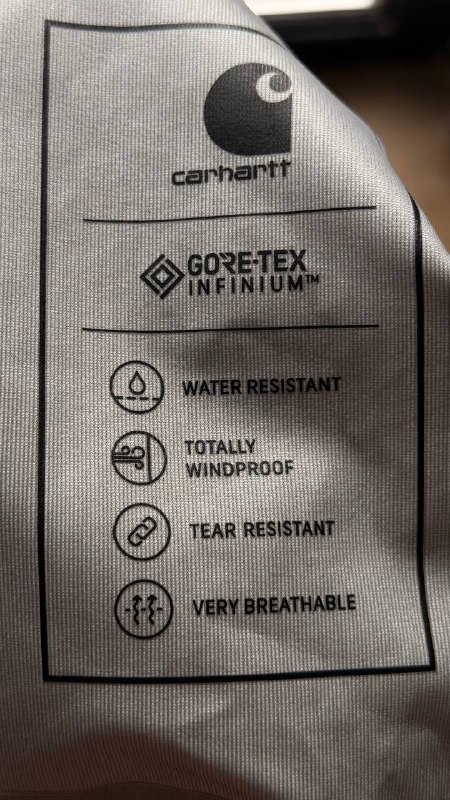 carhartt
GORE-TEX
INFINIUM™
WATER RESISTANT
TOTALLY
WINDPROOF
TEAR RESISTANT
VERY BREATHABLE